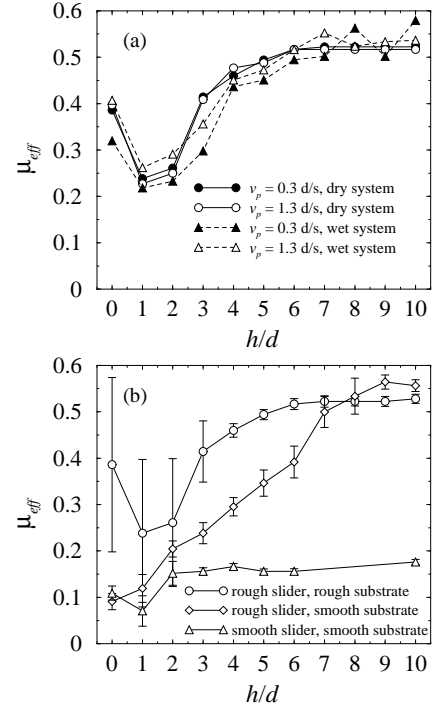 0.6
(a)
0.5
0.4
μeff
0.3
0.2
vp = 0.3 d/s, dry system
vp = 1.3 d/s, dry system
vp = 0.3 d/s, wet system
vp = 1.3 d/s, wet system
0.1
0
0 1 2 3 4 5 6 7 8 9 10
h/d
0.6
(b)
0.5
0.4
μeff
0.3
0.2
0.1
rough slider, rough substrate
rough slider, smooth substrate
smooth slider, smooth substrate
0
0 1 2 3 4 5 6 7 8 9 10
h/d